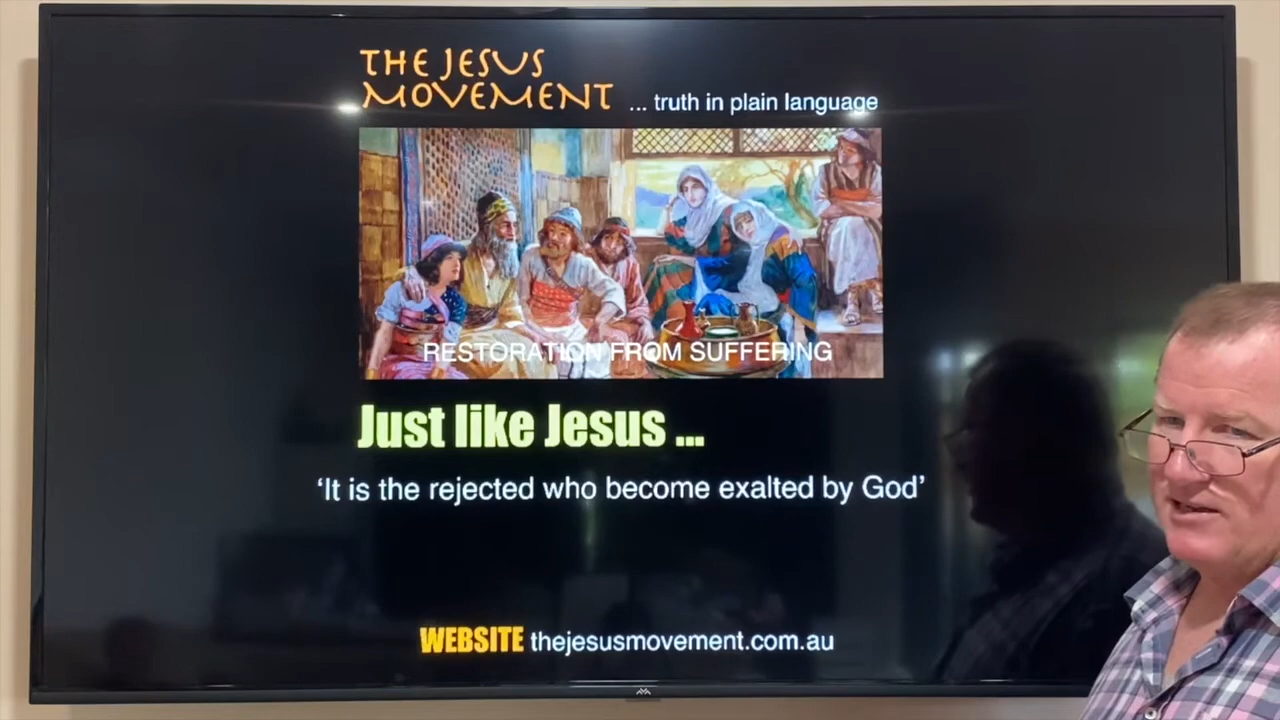 THE JESUS
MOVEMENT ... truth in plain language
RESTORATION FROM SUFFERING
Just like Jesus ...
‘It is the rejected who become exalted by God’
WEBSITE thejesusmovement.com.au